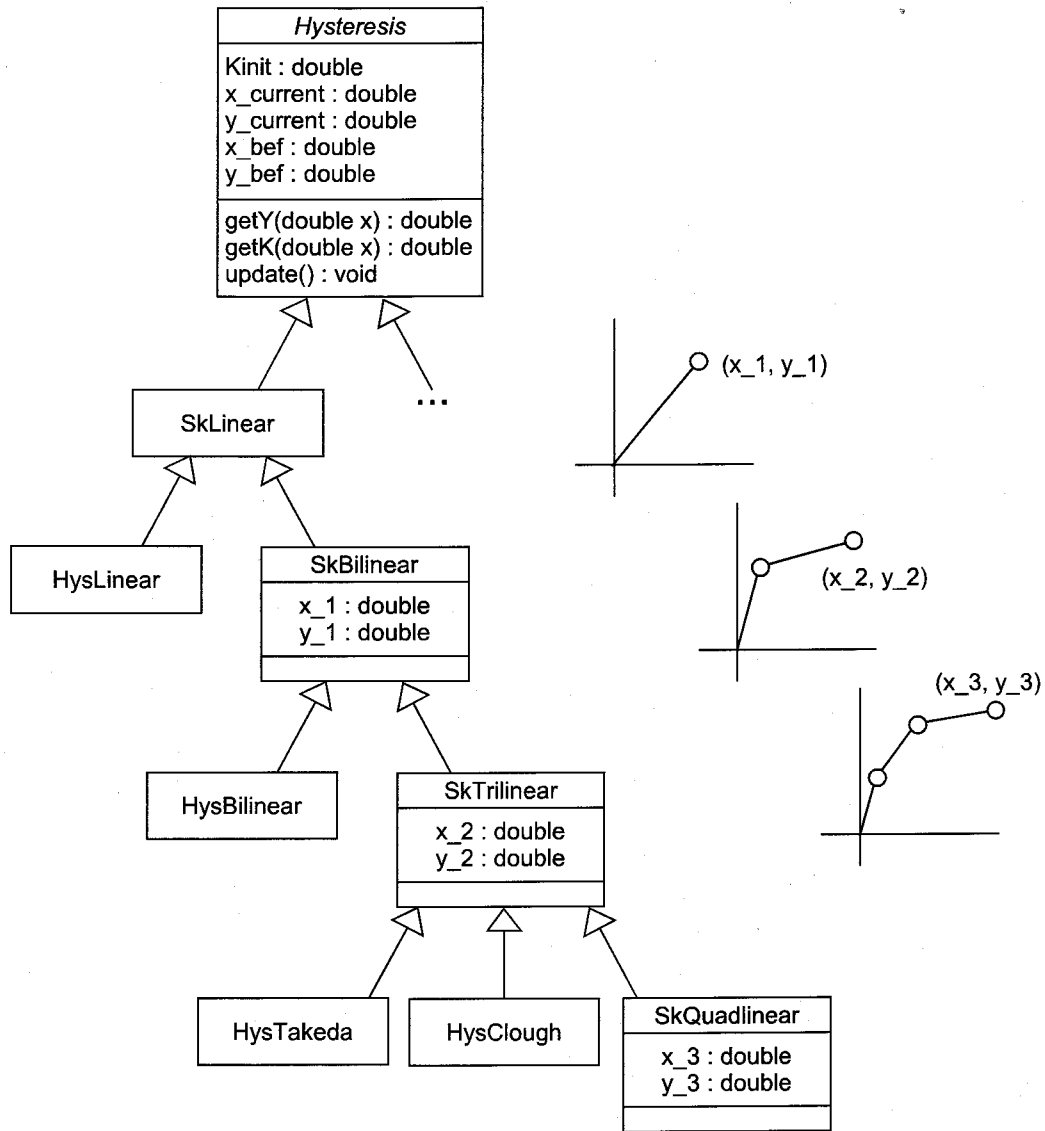 Hysteresis
Kinit : double
x_current : double
y_current : double
x_bef : double
y_bef : double
getY(double x) : double
getK(double x) : double
update() : void
...
SkLinear
(x_1, y_1)
HysLinear
SkBilinear
x_1 : double
y_1 : double
(x_2, y_2)
HysBilinear
SkTrilinear
x_2 : double
y_2 : double
(x_3, y_3)
HysTakeda
HysClough
SkQuadlinear
x_3 : double
y_3 : double